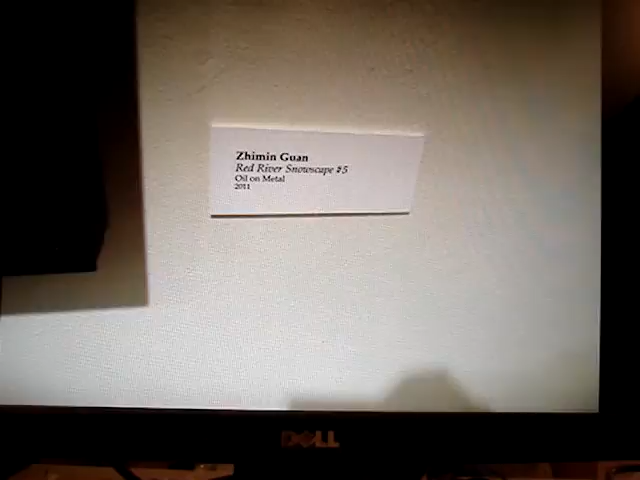 Zhimin Guan
Red River Snowscape #5
Oil on Metal
2011
DELL